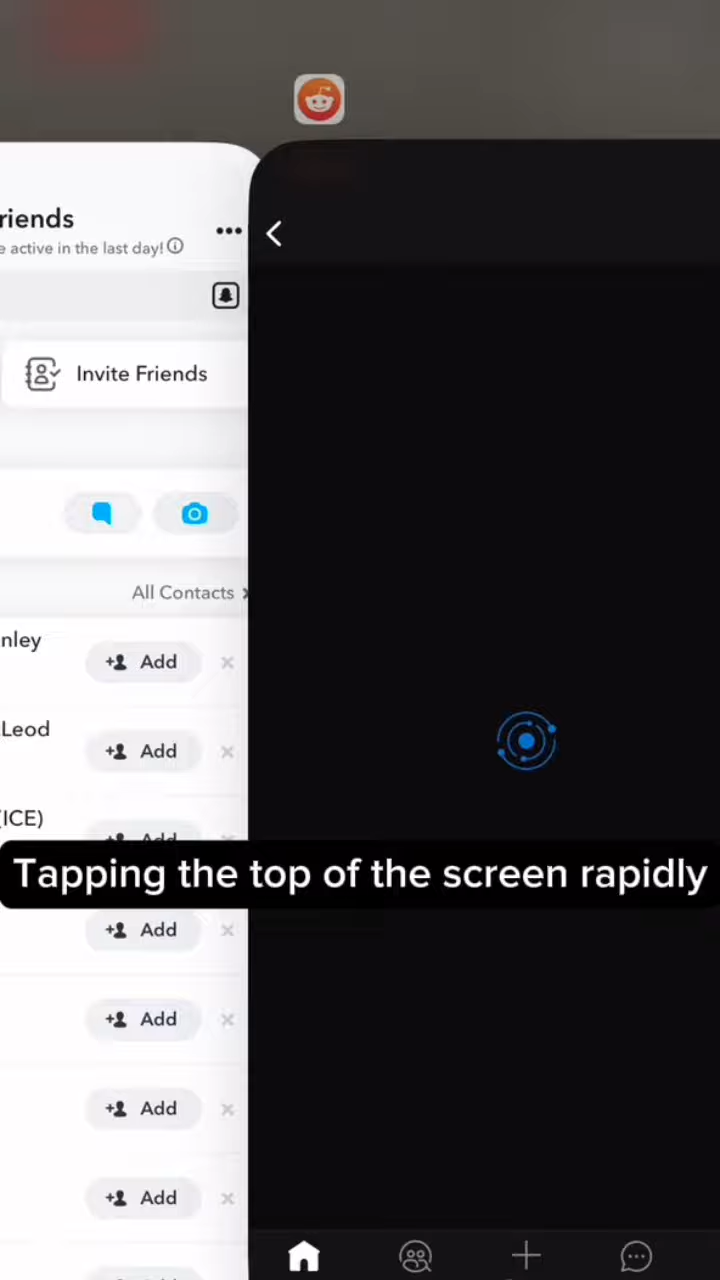 riends
e active in the last day!
Invite Friends
All Contacts
nley
Add
Leod
Add
(ICE)
Add
Tapping the top of the screen rapidly
Add
Add
Add
Add